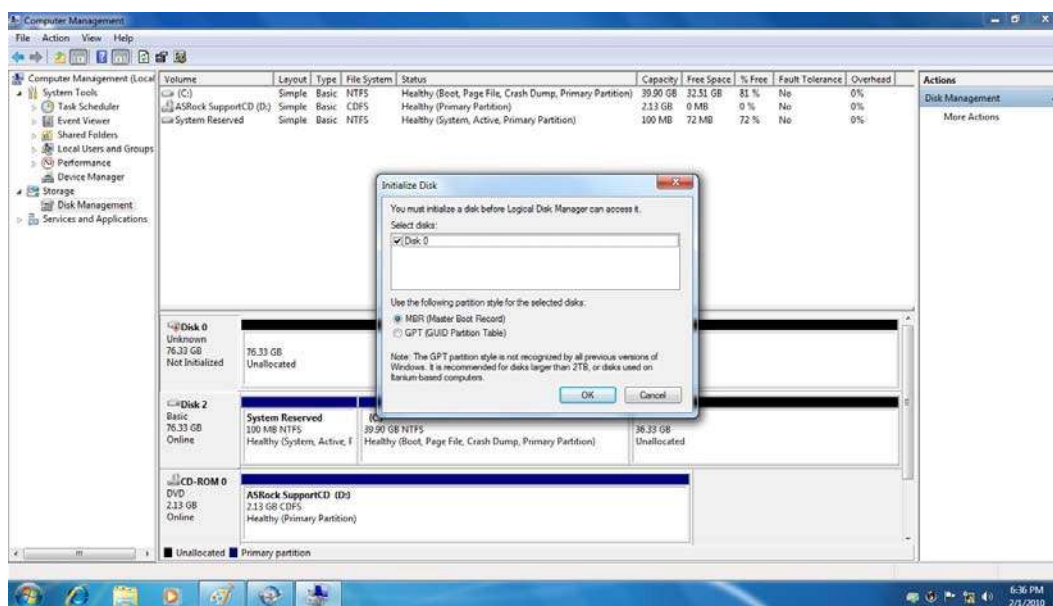 Computer Management
File Action View Help
Computer Management (Local
System Tools
Task Scheduler
Event Viewer
Shared Folders
Local Users and Groups
Performance
Device Manager
Storage
Disk Management
Services and Applications
Volume Layout Type File System Status Capacity Free Space % Free Fault Tolerance Overhead
(C:) Simple Basic NTFS Healthy (Boot, Page File, Crash Dump, Primary Partition) 39.90 GB 32.51 GB 81 % No 0%
ASRock SupportCD (D:) Simple Basic CDFS Healthy (Primary Partition) 2.13 GB 0 MB 0 % No 0%
System Reserved Simple Basic NTFS Healthy (System, Active, Primary Partition) 100 MB 72 MB 72 % No 0%
Actions
Disk Management
More Actions
Initialize Disk
You must initialize a disk before Logical Disk Manager can access it.
Select disks:
Disk 0
Use the following partition style for the selected disks:
MBR (Master Boot Record)
GPT (GUID Partition Table)
Note: The GPT partition style is not recognized by all previous versions of
Windows. It is recommended for disks larger than 2TB, or disks used on
Itanium-based computers.
OK Cancel
Disk 0
Unknown
76.33 GB
Not Initialized
76.33 GB
Unallocated
Disk 2
Basic
76.33 GB
Online
System Reserved
100 MB NTFS
Healthy (System, Active, F
(C:)
39.90 GB NTFS
Healthy (Boot, Page File, Crash Dump, Primary Partition)
36.33 GB
Unallocated
CD-ROM 0
DVD
2.13 GB
Online
ASRock SupportCD (D:)
2.13 GB CDFS
Healthy (Primary Partition)
Unallocated Primary partition
6:36 PM
2/1/2010